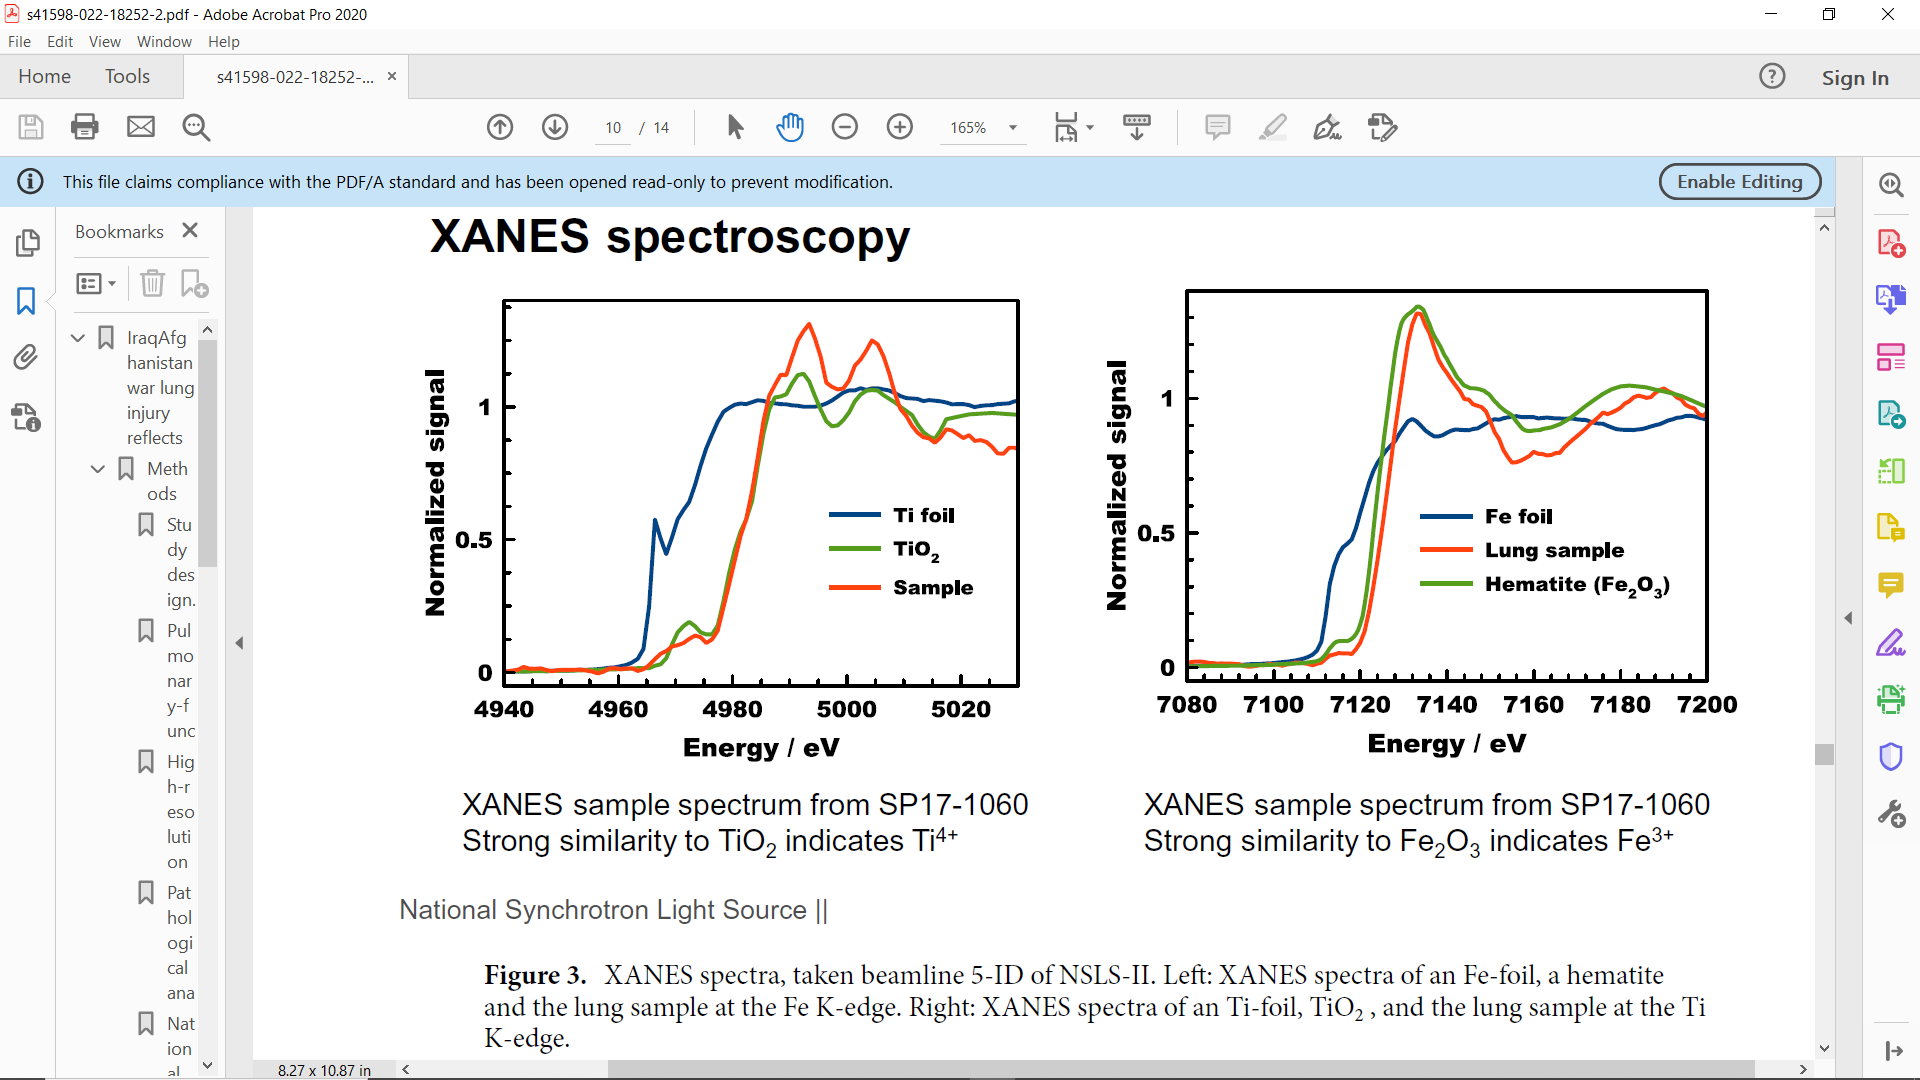 s41598-022-18252-2.pdf - Adobe Acrobat Pro 2020
File Edit View Window Help
Home Tools s41598-022-18252-... × ? Sign In
10 / 14 165%
This file claims compliance with the PDF/A standard and has been opened read-only to prevent modification. Enable Editing
Bookmarks
IraqAfg
hanistan
war lung
injury
reflects
Meth
ods
Stu
dy
des
ign.
Pul
mo
nar
y-f
unc
Hig
h-r
eso
luti
on
Pat
hol
ogi
cal
ana
Nat
ion
al
XANES spectroscopy
Normalized signal
1
0.5
0
Ti foil
TiO₂
Sample
4940 4960 4980 5000 5020
Energy / eV
Normalized signal
1
0.5
0
Fe foil
Lung sample
Hematite (Fe₂O₃)
7080 7100 7120 7140 7160 7180 7200
Energy / eV
XANES sample spectrum from SP17-1060
Strong similarity to TiO₂ indicates Ti⁴⁺
XANES sample spectrum from SP17-1060
Strong similarity to Fe₂O₃ indicates Fe³⁺
National Synchrotron Light Source ||
Figure 3. XANES spectra, taken beamline 5-ID of NSLS-II. Left: XANES spectra of an Fe-foil, a hematite
and the lung sample at the Fe K-edge. Right: XANES spectra of an Ti-foil, TiO₂ , and the lung sample at the Ti
K-edge.
8.27 x 10.87 in